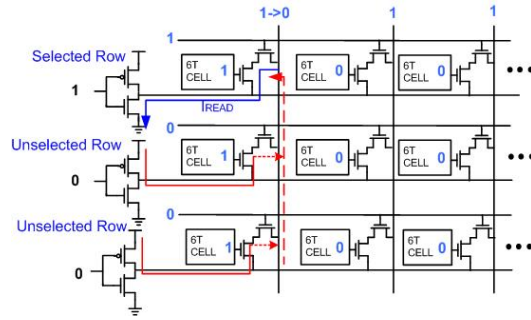 1->0 1 1
Selected Row 1
6T CELL 1 6T CELL 0 6T CELL 0
1
IREAD
Unselected Row 0
6T CELL 1 6T CELL 0 6T CELL 0
0
Unselected Row 0
6T CELL 1 6T CELL 0 6T CELL 0
0